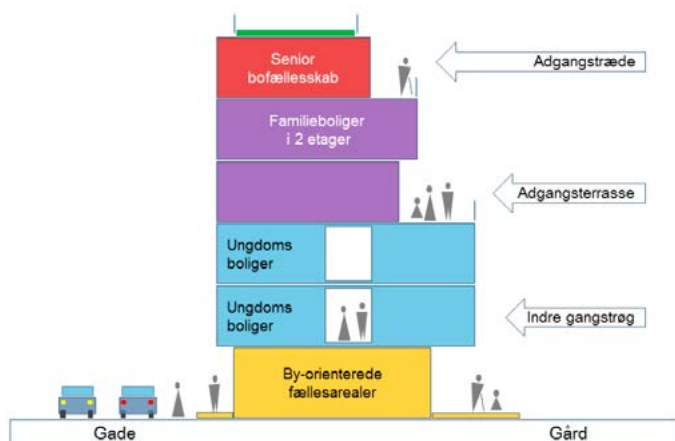 Senior
bofællesskab
Adgangstræde
Familieboliger
i 2 etager
Adgangsterrasse
Ungdoms
boliger
Ungdoms
boliger
Indre gangstrøg
By-orienterede
fællesarealer
Gade
Gård